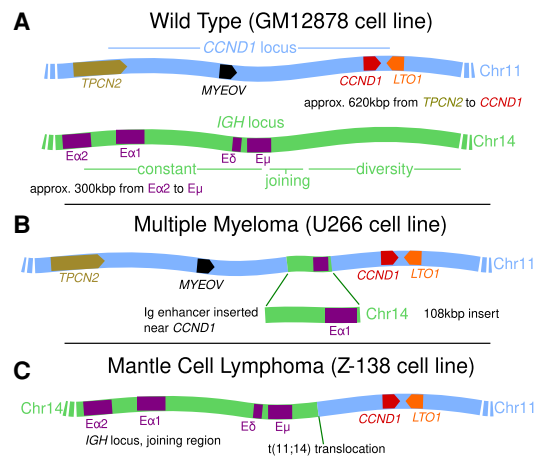 A
Wild Type (GM12878 cell line)
CCND1 locus
Chr11
TPCN2
MYEOV
CCND1
LTO1
approx. 620kbp from TPCN2 to CCND1
IGH locus
Chr14
Eα2
Eα1
Eδ
Eμ
constant
joining
diversity
approx. 300kbp from Eα2 to Eμ
B
Multiple Myeloma (U266 cell line)
Chr11
TPCN2
MYEOV
CCND1
LTO1
Ig enhancer inserted
near CCND1
Chr14
Eα1
108kbp insert
C
Mantle Cell Lymphoma (Z-138 cell line)
Chr14
Chr11
Eα2
Eα1
Eδ
Eμ
CCND1
LTO1
IGH locus, joining region
t(11;14) translocation